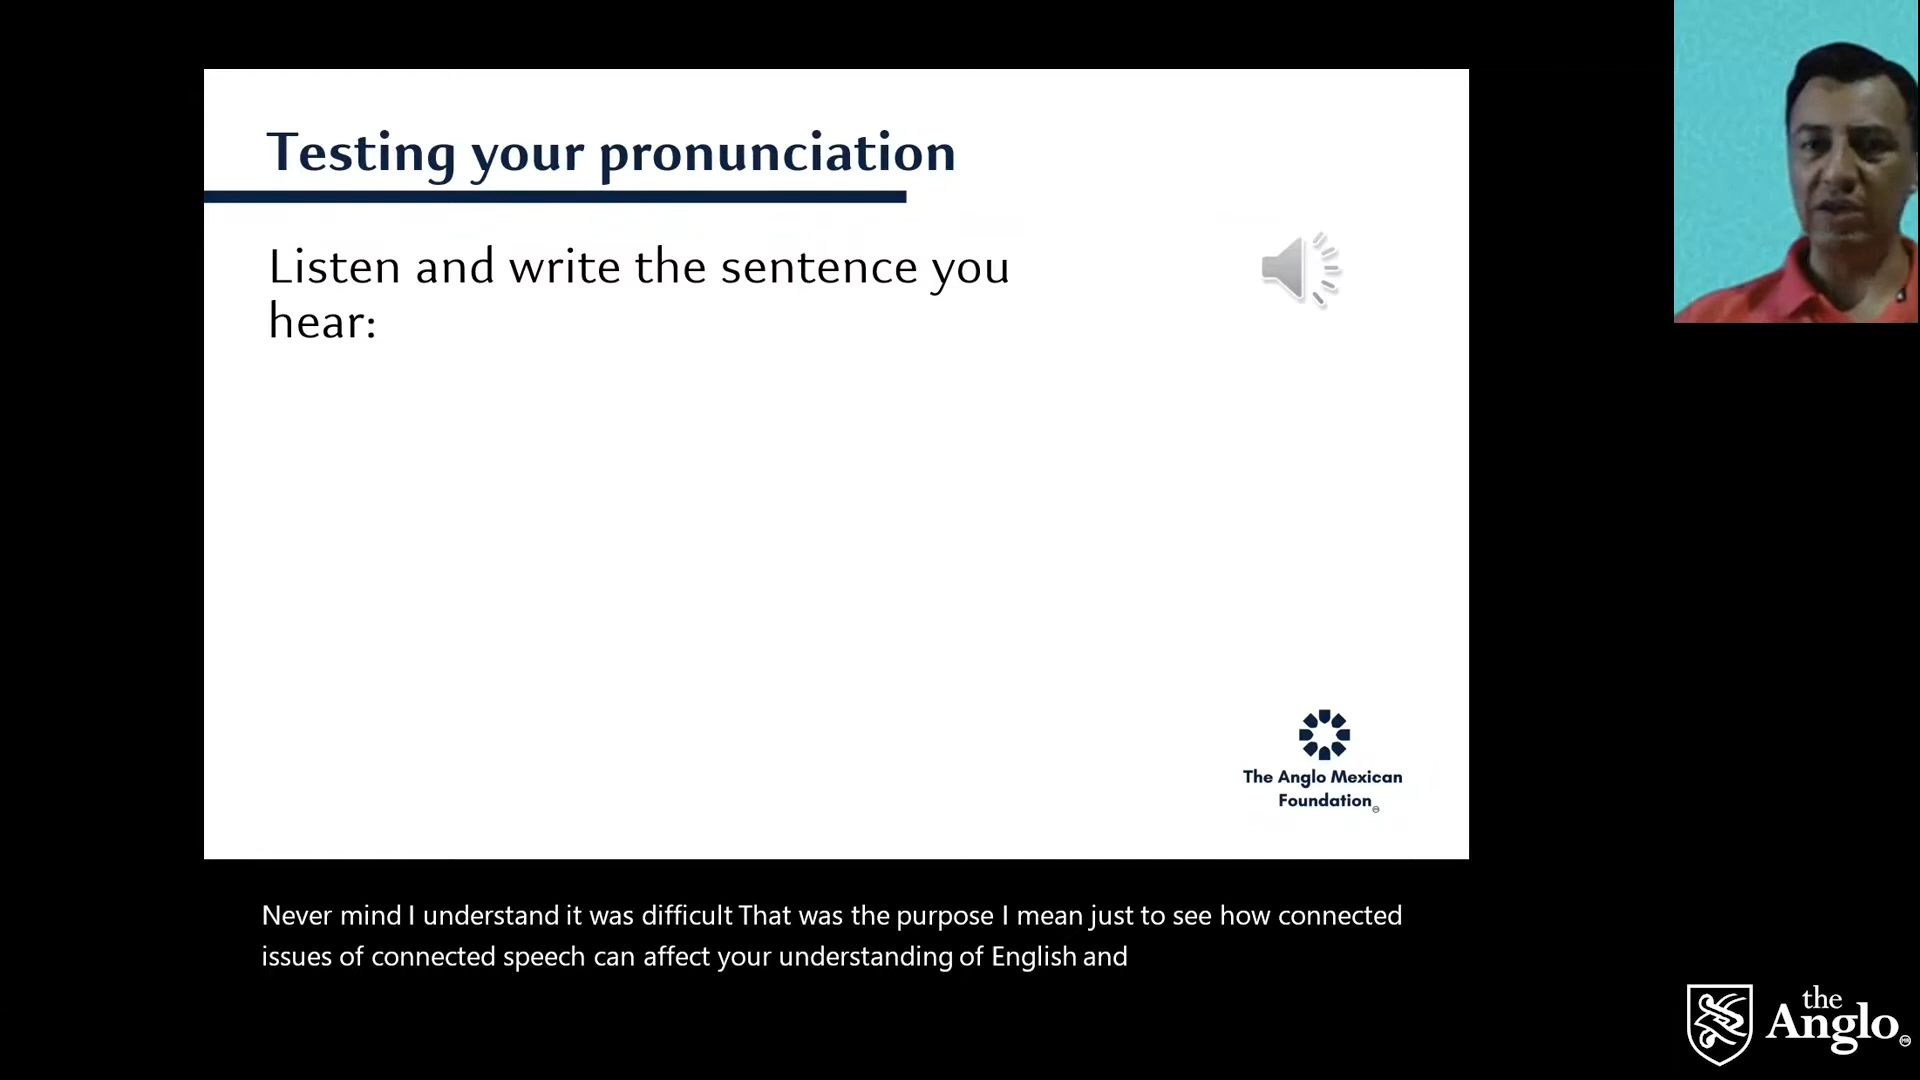 Testing your pronunciation
Listen and write the sentence you
hear:
The Anglo Mexican
Foundation
Never mind I understand it was difficult That was the purpose I mean just to see how connected
issues of connected speech can affect your understanding of English and
the
Anglo